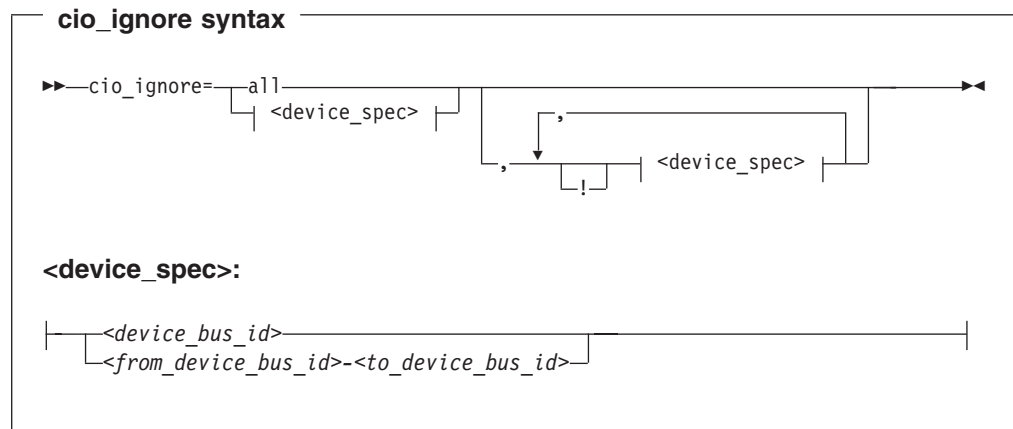 cio_ignore syntax
cio_ignore= all
<device_spec>
,
, <device_spec>
!
<device_spec>:
<device_bus_id>
<from_device_bus_id>-<to_device_bus_id>